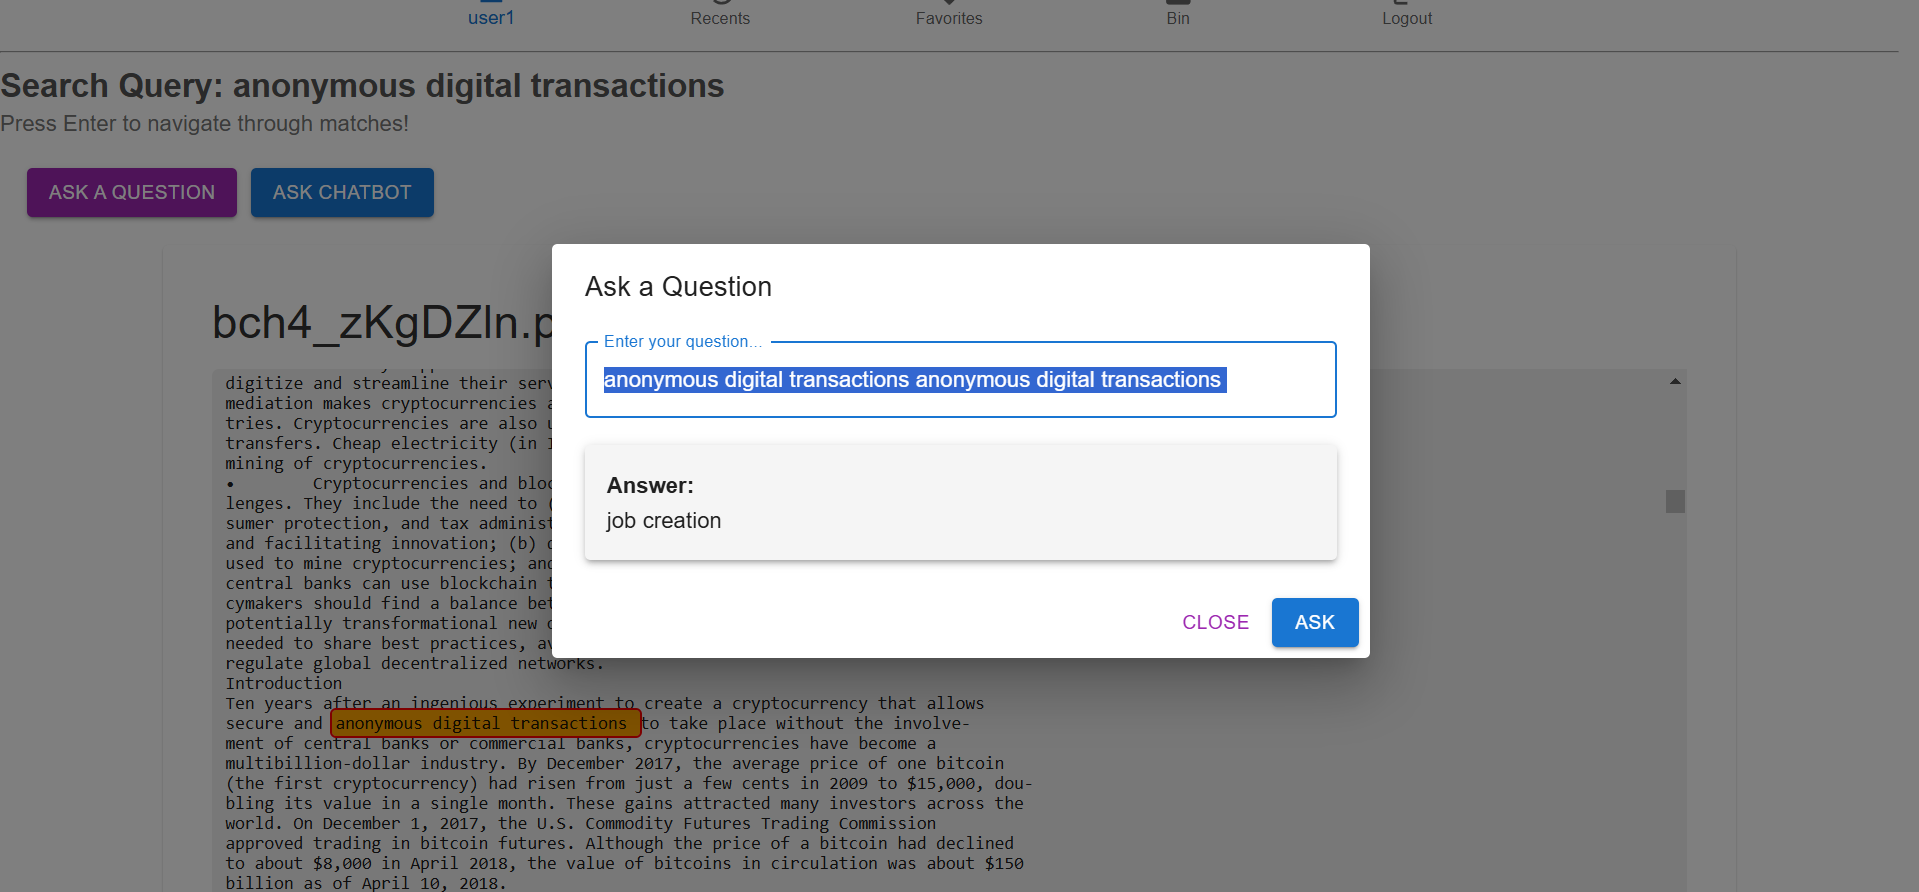 user1
Recents
Favorites
Bin
Logout
Search Query: anonymous digital transactions
Press Enter to navigate through matches!
ASK A QUESTION
ASK CHATBOT
bch4_zKgDZln.p
digitize and streamline their serv
mediation makes cryptocurrencies a
tries. Cryptocurrencies are also u
transfers. Cheap electricity (in I
mining of cryptocurrencies.
• Cryptocurrencies and bloc
lenges. They include the need to (
sumer protection, and tax administ
and facilitating innovation; (b) c
used to mine cryptocurrencies; and
central banks can use blockchain t
cymakers should find a balance bet
potentially transformational new c
needed to share best practices, av
regulate global decentralized networks.
Introduction
Ten years after an ingenious experiment to create a cryptocurrency that allows
secure and anonymous digital transactions to take place without the involve-
ment of central banks or commercial banks, cryptocurrencies have become a
multibillion-dollar industry. By December 2017, the average price of one bitcoin
(the first cryptocurrency) had risen from just a few cents in 2009 to $15,000, dou-
bling its value in a single month. These gains attracted many investors across the
world. On December 1, 2017, the U.S. Commodity Futures Trading Commission
approved trading in bitcoin futures. Although the price of a bitcoin had declined
to about $8,000 in April 2018, the value of bitcoins in circulation was about $150
billion as of April 10, 2018.
Ask a Question
Enter your question...
anonymous digital transactions anonymous digital transactions
Answer:
job creation
CLOSE
ASK